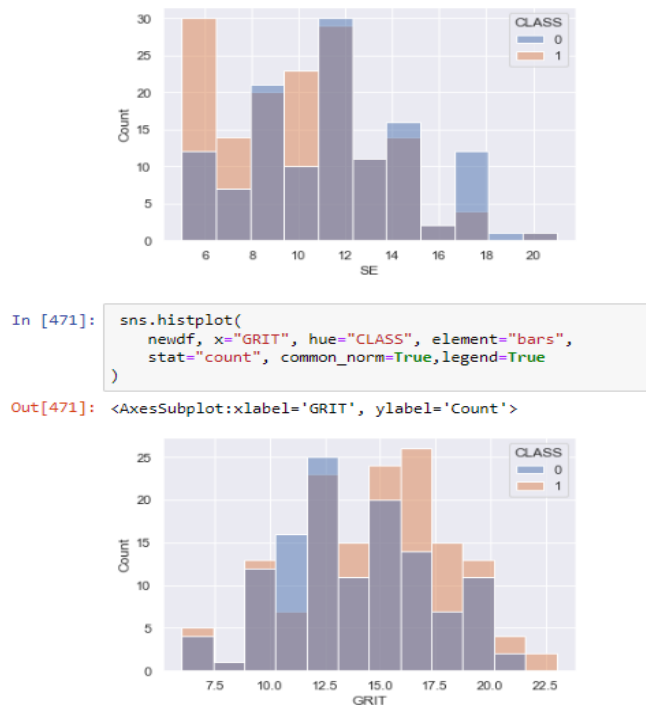 CLASS
0
1
30
25
20
15
10
5
0
Count
6 8 10 12 14 16 18 20
SE
In [471]: sns.histplot(
newdf, x="GRIT", hue="CLASS", element="bars",
stat="count", common_norm=True,legend=True
)
Out[471]: <AxesSubplot:xlabel='GRIT', ylabel='Count'>
CLASS
0
1
25
20
15
10
5
0
Count
7.5 10.0 12.5 15.0 17.5 20.0 22.5
GRIT